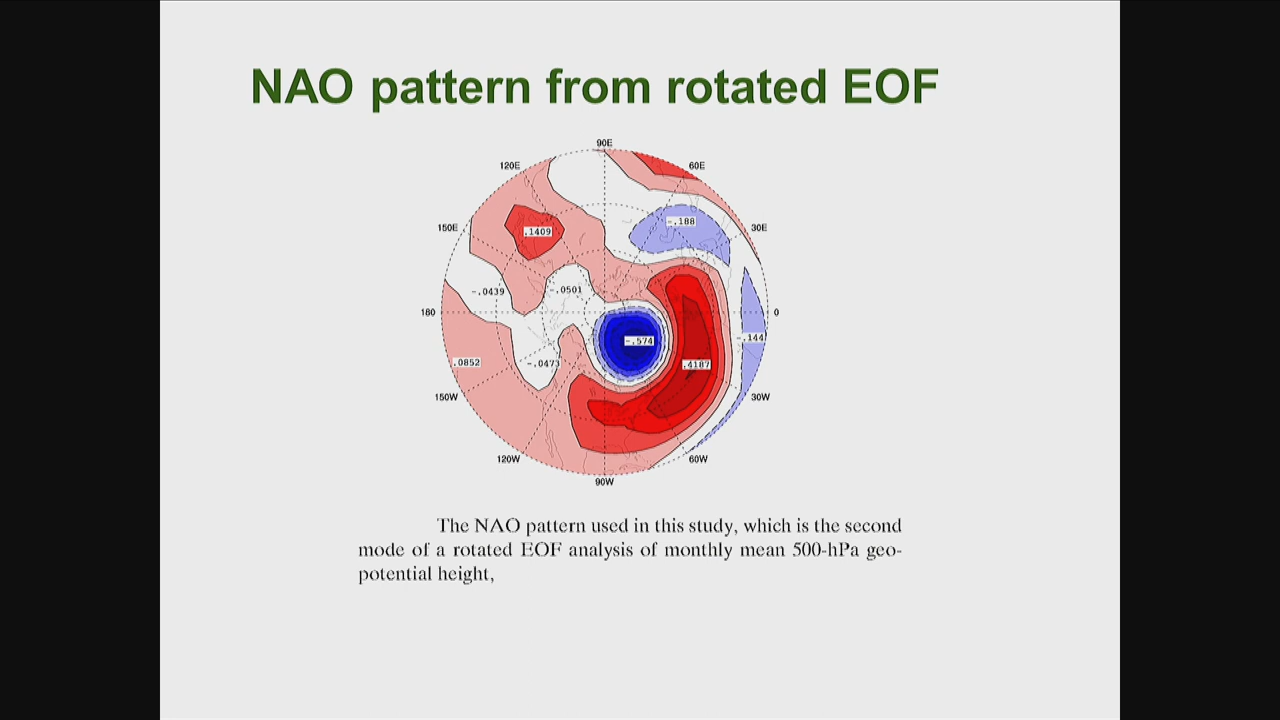 NAO pattern from rotated EOF
90E
120E
60E
150E
.1409
-.188
30E
-.0439
-.0501
180
0
-.574
-.144
.0852
-.0473
.4187
150W
30W
120W
60W
90W
The NAO pattern used in this study, which is the second
mode of a rotated EOF analysis of monthly mean 500-hPa geo-
potential height,